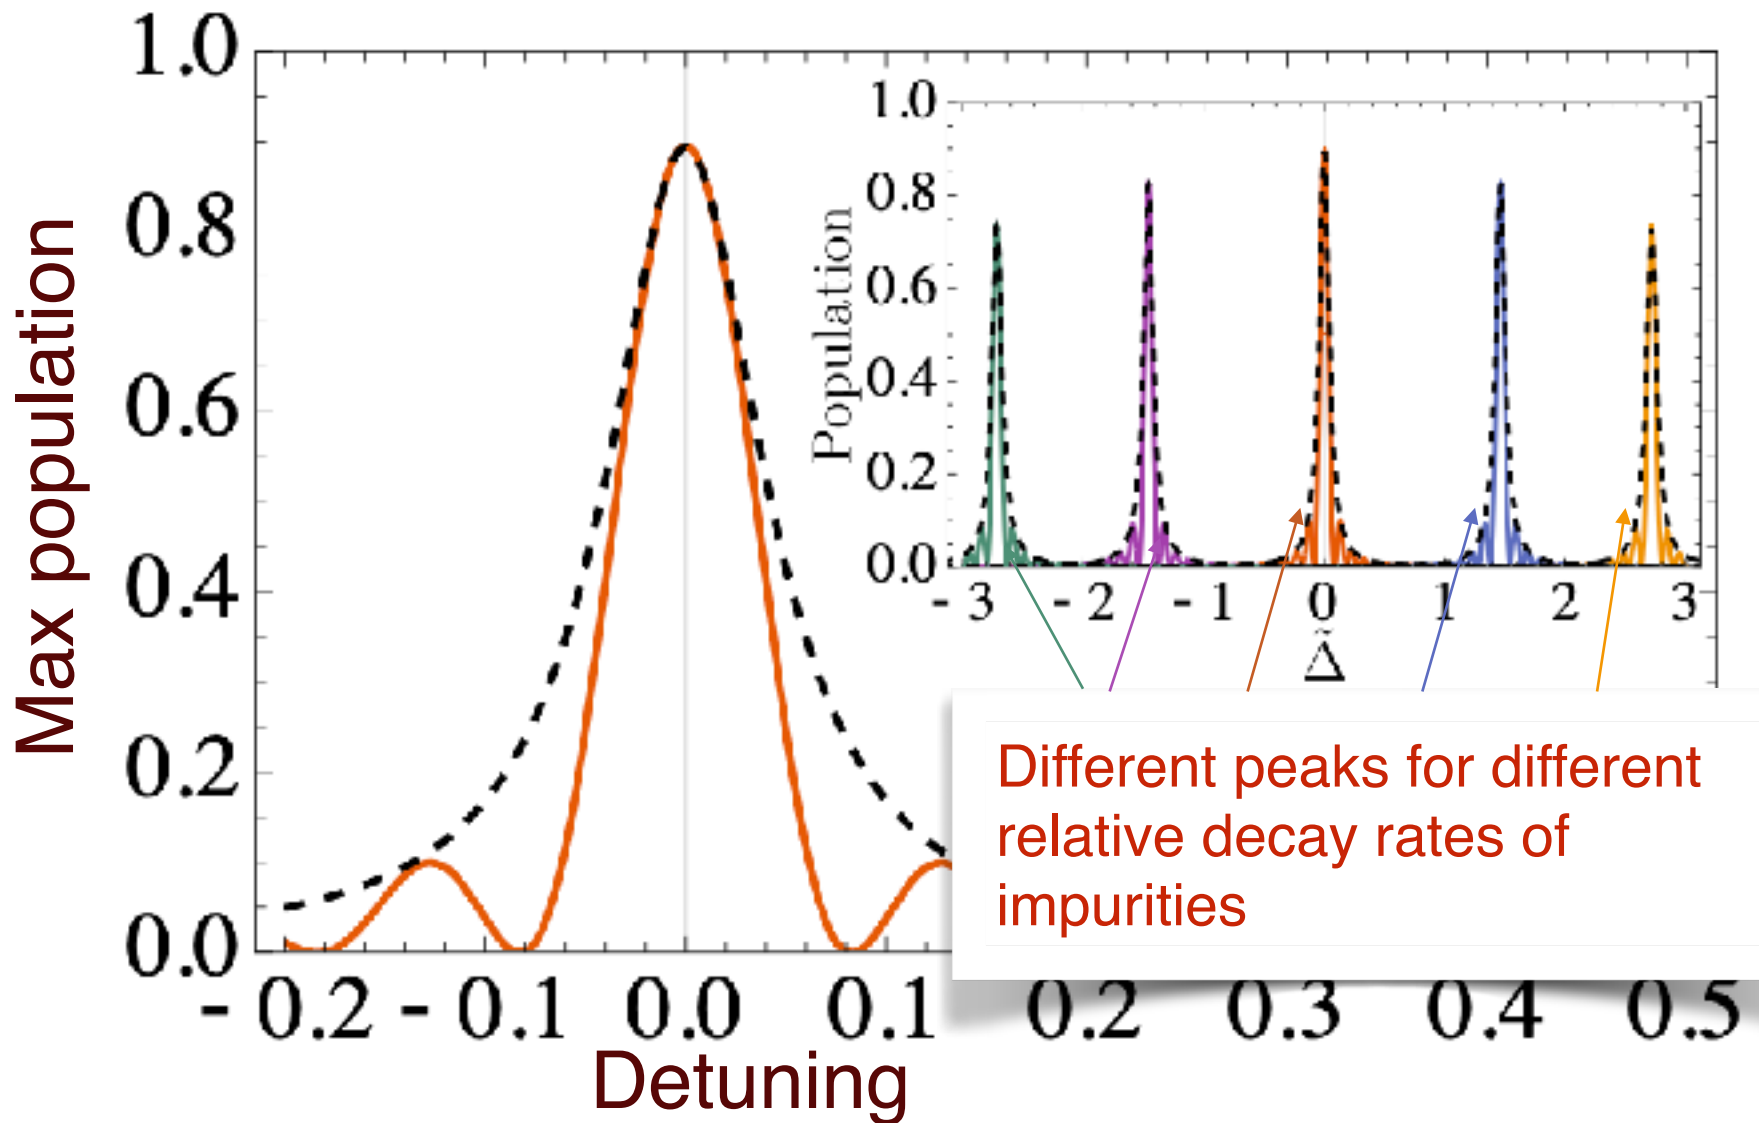 Max population
1.0
0.8
0.6
0.4
0.2
0.0
- 0.2 - 0.1 0.0 0.1 0.2 0.3 0.4 0.5
Detuning
Population
1.0
0.8
0.6
0.4
0.2
0.0
- 3 - 2 - 1 0 1 2 3
Δ̃
Different peaks for different
relative decay rates of
impurities